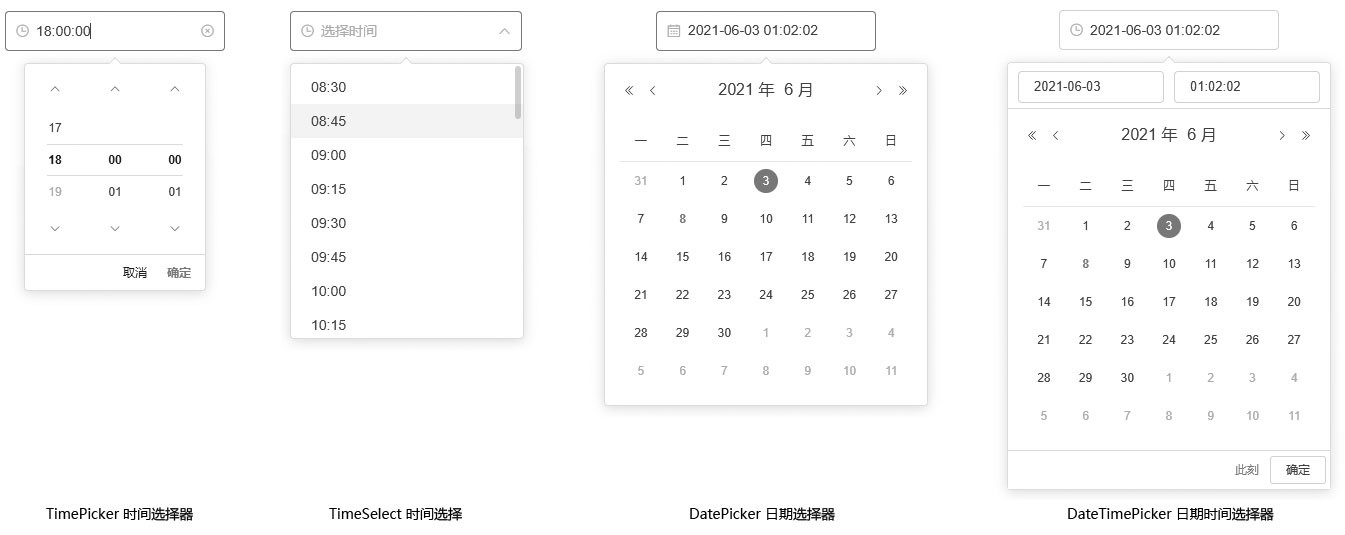 18:00:00
17
18 00 00
19 01 01
取消 确定
TimePicker 时间选择器
选择时间
08:30
08:45
09:00
09:15
09:30
09:45
10:00
10:15
TimeSelect 时间选择
2021-06-03 01:02:02
2021 年 6 月
一 二 三 四 五 六 日
31 1 2 3 4 5 6
7 8 9 10 11 12 13
14 15 16 17 18 19 20
21 22 23 24 25 26 27
28 29 30 1 2 3 4
5 6 7 8 9 10 11
DatePicker 日期选择器
2021-06-03 01:02:02
2021-06-03 01:02:02
2021 年 6 月
一 二 三 四 五 六 日
31 1 2 3 4 5 6
7 8 9 10 11 12 13
14 15 16 17 18 19 20
21 22 23 24 25 26 27
28 29 30 1 2 3 4
5 6 7 8 9 10 11
此刻 确定
DateTimePicker 日期时间选择器